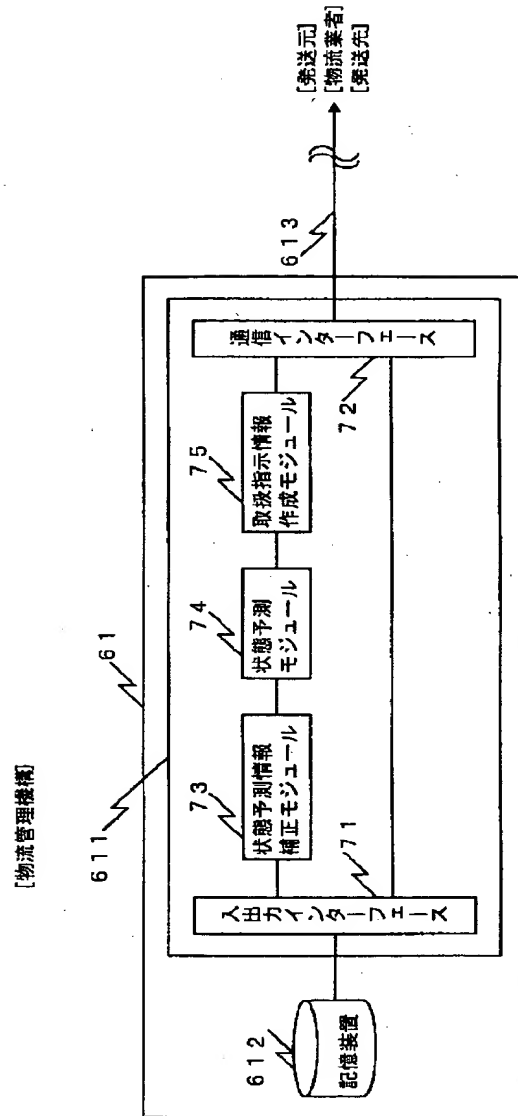 [物流管理機構]
61
611
612
記憶装置
入出力インターフェース
71
73
状態予測情報
補正モジュール
74
状態予測
モジュール
75
取扱指示情報
作成モジュール
通信インターフェース
72
613
[発送元]
[物流業者]
[発送先]